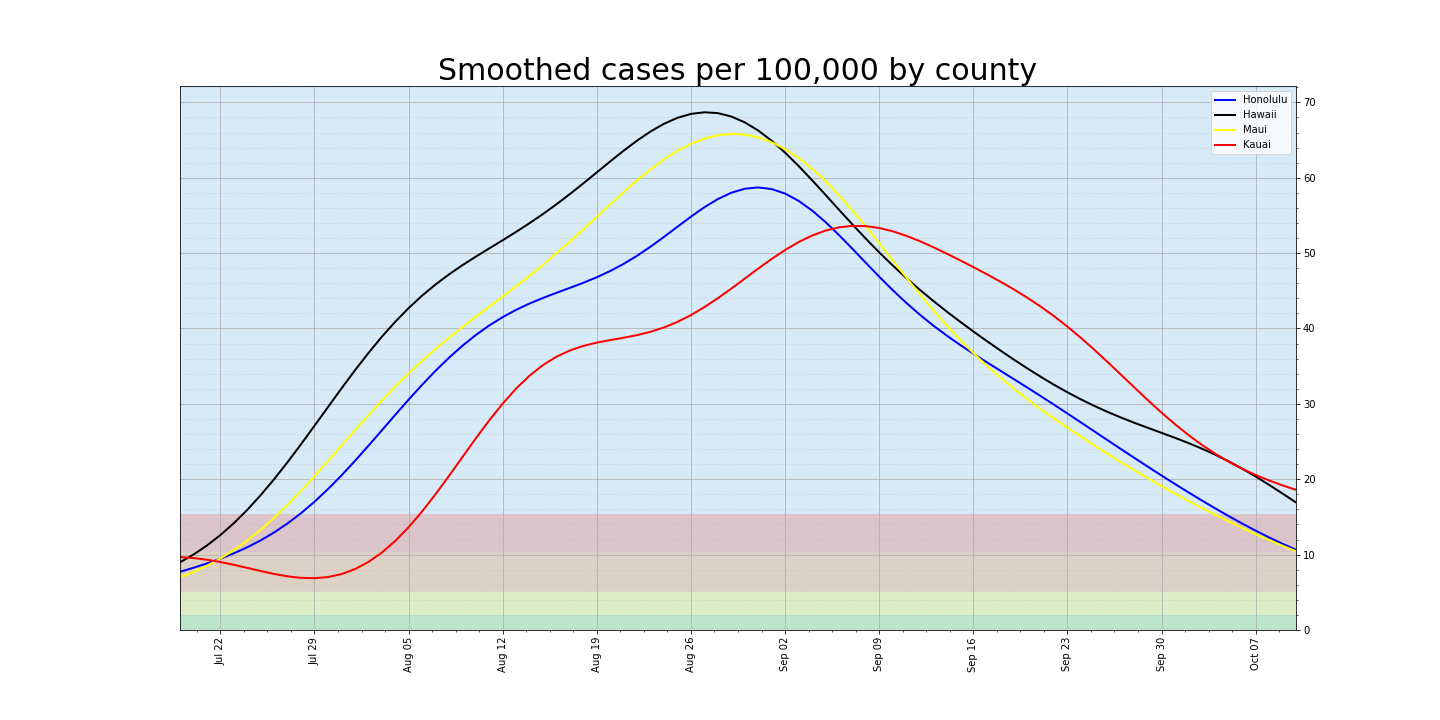 Smoothed cases per 100,000 by county
Honolulu
Hawaii
Maui
Kauai
70
60
50
40
30
20
10
0
Jul 22
Jul 29
Aug 05
Aug 12
Aug 19
Aug 26
Sep 02
Sep 09
Sep 16
Sep 23
Sep 30
Oct 07